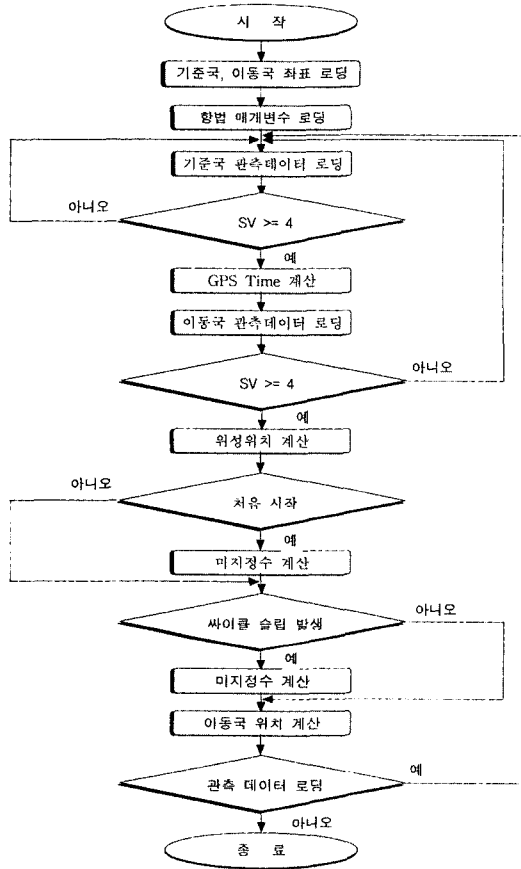 시 작
기준국, 이동국 좌표 로딩
항법 매개변수 로딩
기준국 관측데이터 로딩
아니오
SV >= 4
예
GPS Time 계산
이동국 관측데이터 로딩
아니오
SV >= 4
예
위성위치 계산
아니오
처음 시작
예
미지정수 계산
아니오
싸이클 슬립 발생
예
미지정수 계산
이동국 위치 계산
예
관측 데이터 로딩
아니오
종 료